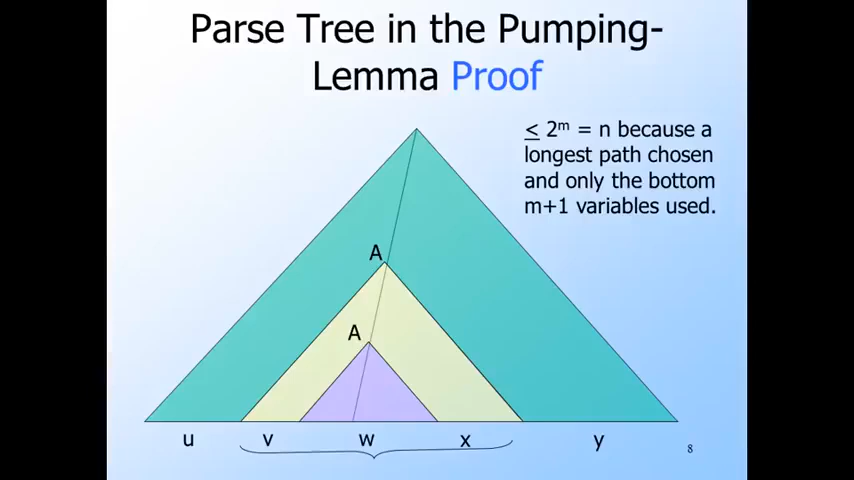 Parse Tree in the Pumping-
Lemma Proof
≤ 2ᵐ = n because a
longest path chosen
and only the bottom
m+1 variables used.
A
A
u v w x y
8